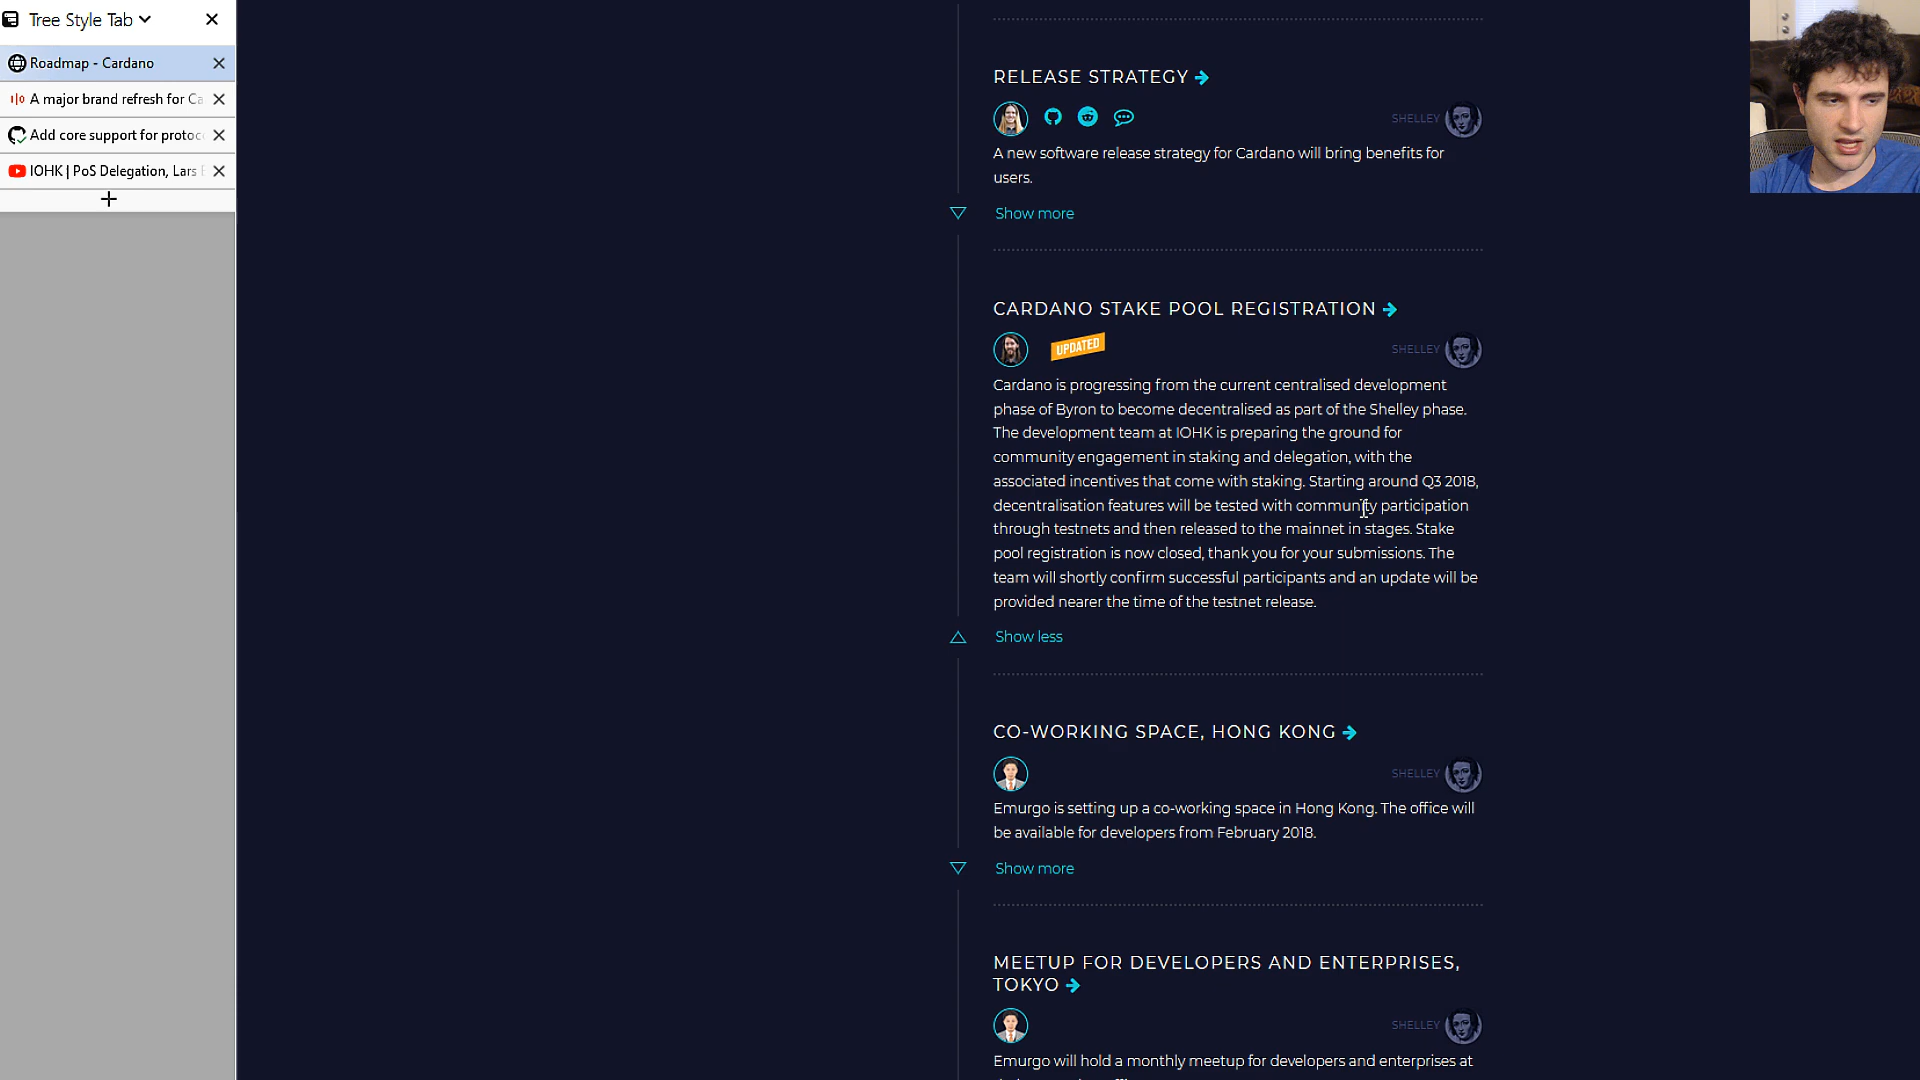 Tree Style Tab
Roadmap - Cardano
A major brand refresh for Ca
Add core support for protoc
IOHK | PoS Delegation, Lars
RELEASE STRATEGY
SHELLEY
A new software release strategy for Cardano will bring benefits for
users.
Show more
CARDANO STAKE POOL REGISTRATION
UPDATED
SHELLEY
Cardano is progressing from the current centralised development
phase of Byron to become decentralised as part of the Shelley phase.
The development team at IOHK is preparing the ground for
community engagement in staking and delegation, with the
associated incentives that come with staking. Starting around Q3 2018,
decentralisation features will be tested with community participation
through testnets and then released to the mainnet in stages. Stake
pool registration is now closed, thank you for your submissions. The
team will shortly confirm successful participants and an update will be
provided nearer the time of the testnet release.
Show less
CO-WORKING SPACE, HONG KONG
SHELLEY
Emurgo is setting up a co-working space in Hong Kong. The office will
be available for developers from February 2018.
Show more
MEETUP FOR DEVELOPERS AND ENTERPRISES,
TOKYO
SHELLEY
Emurgo will hold a monthly meetup for developers and enterprises at